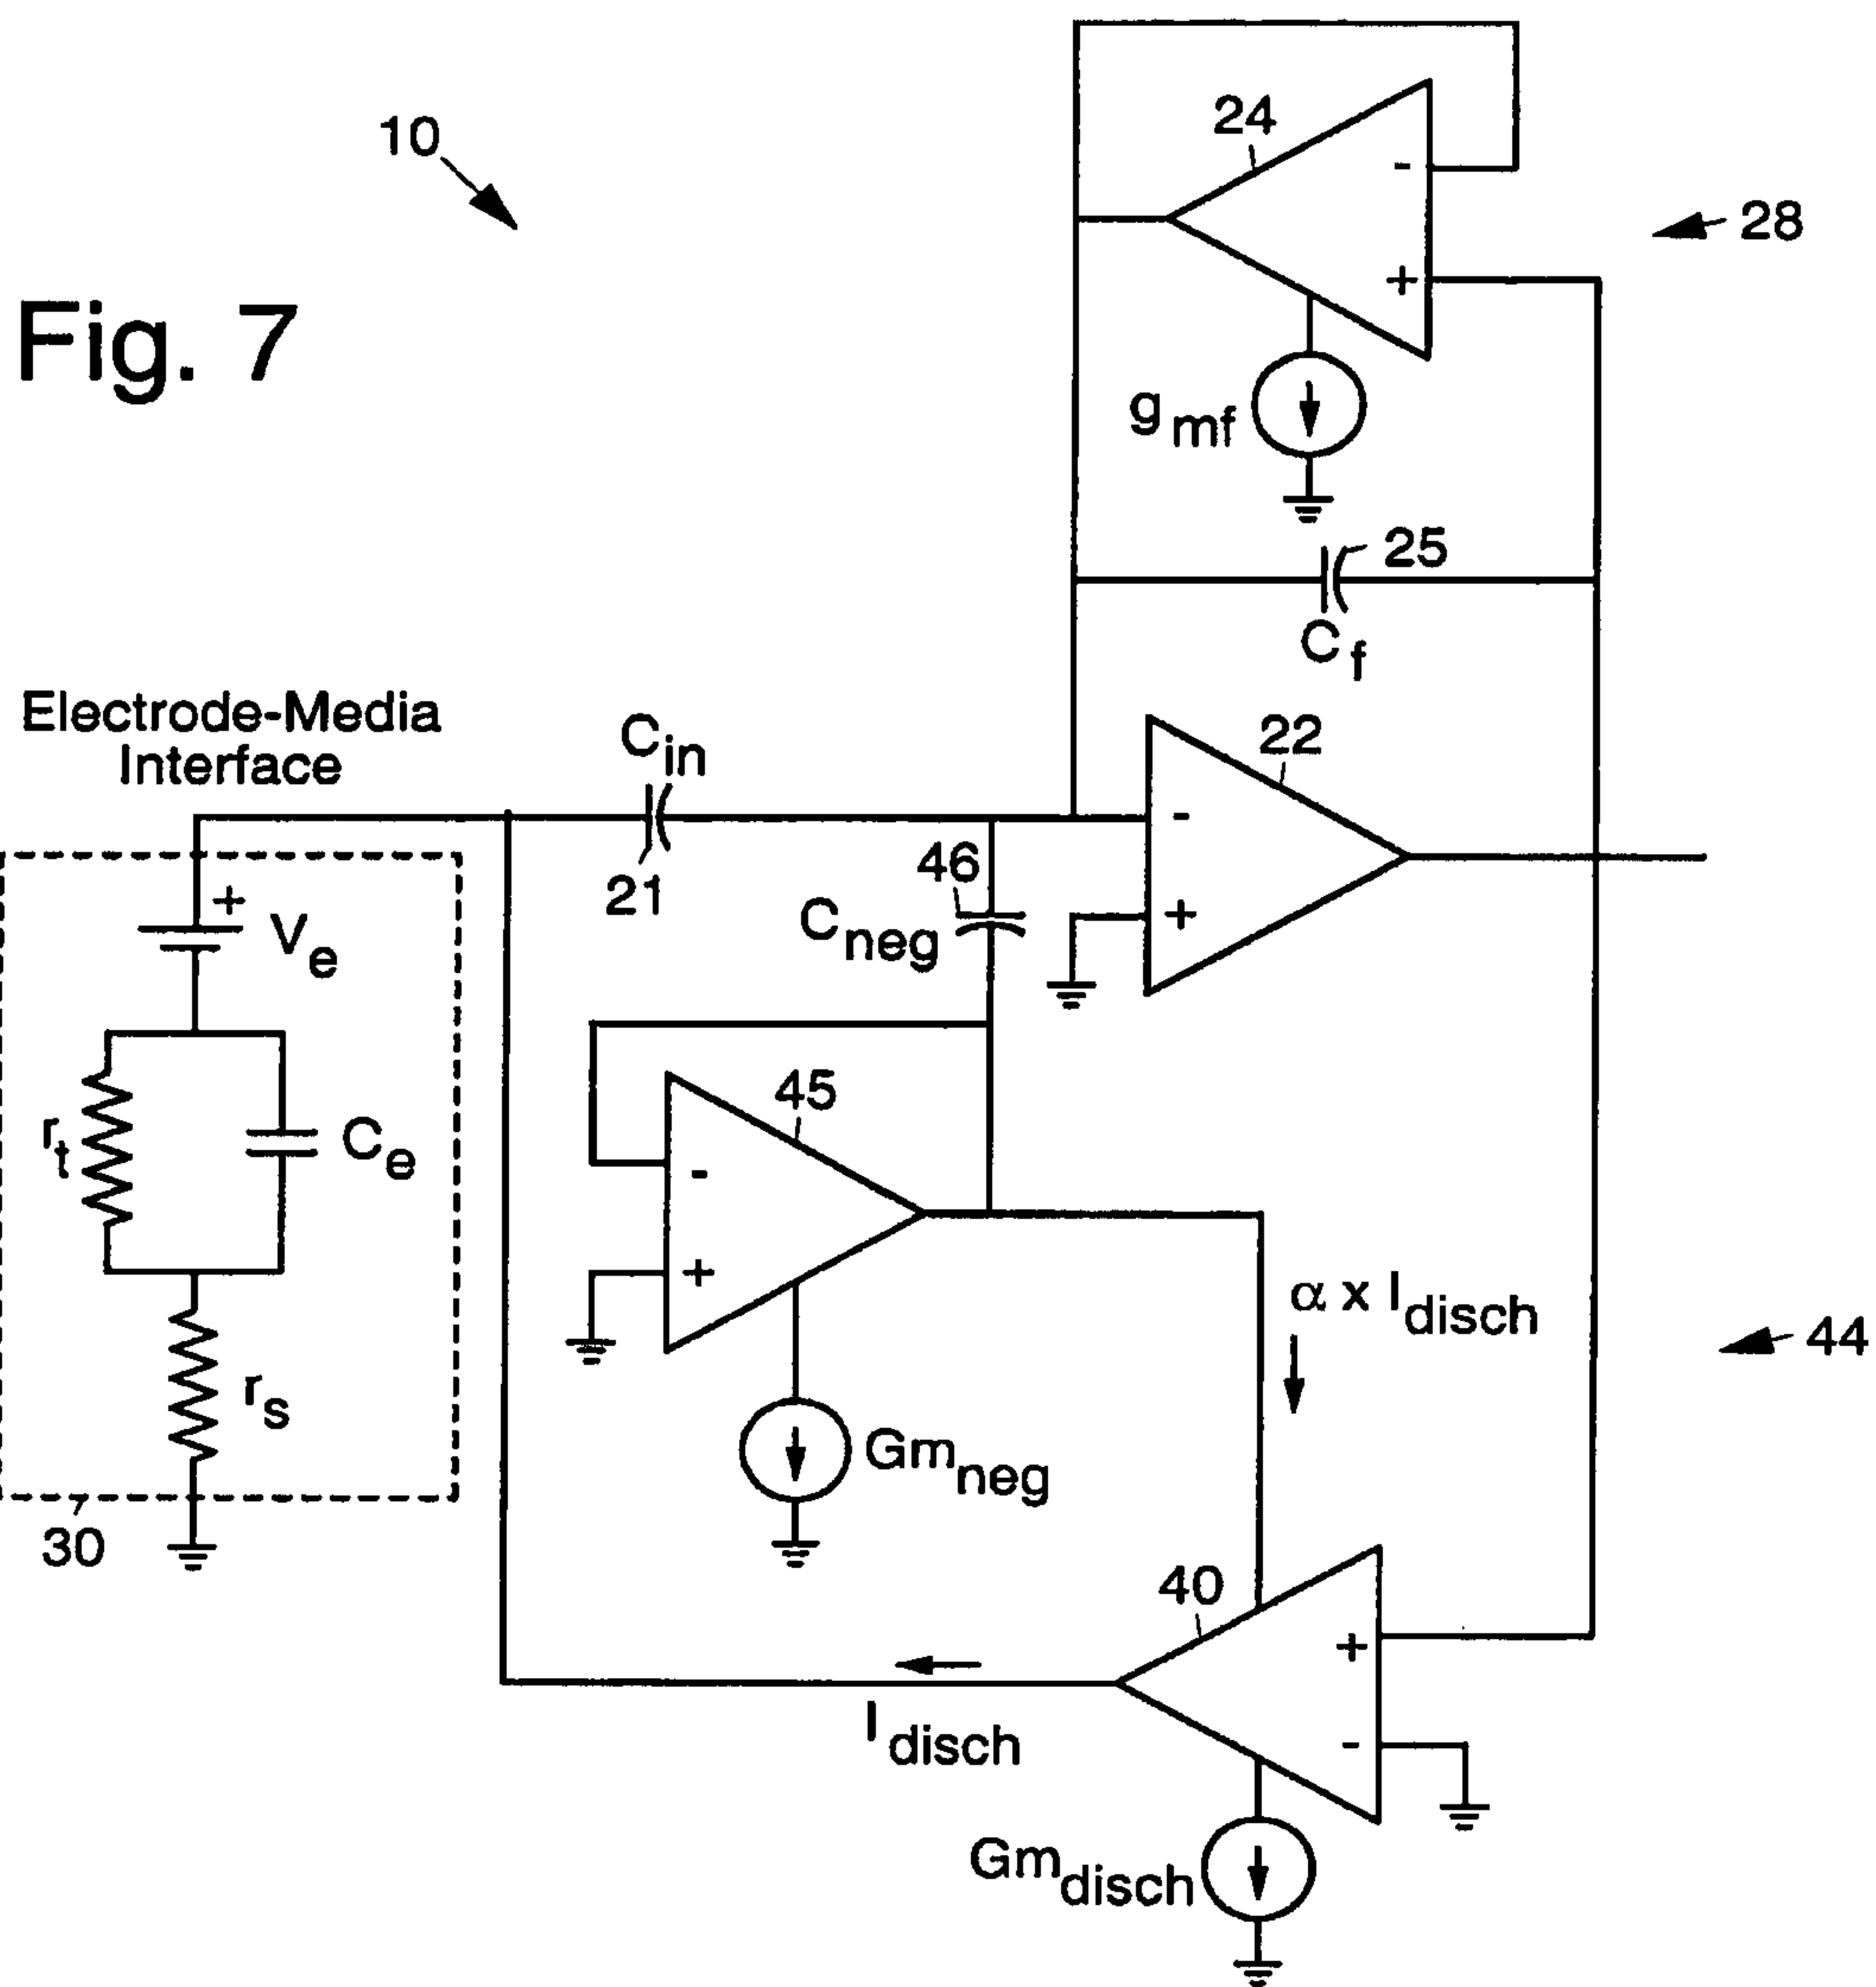 10
Fig. 7
24
-
+
28
g mf
25
C f
Electrode-Media
Interface
C in
21
22
-
+
46
C neg
+
V e
r t
C e
r s
30
45
-
+
Gm neg
α x I disch
44
40
+
-
I disch
Gm disch